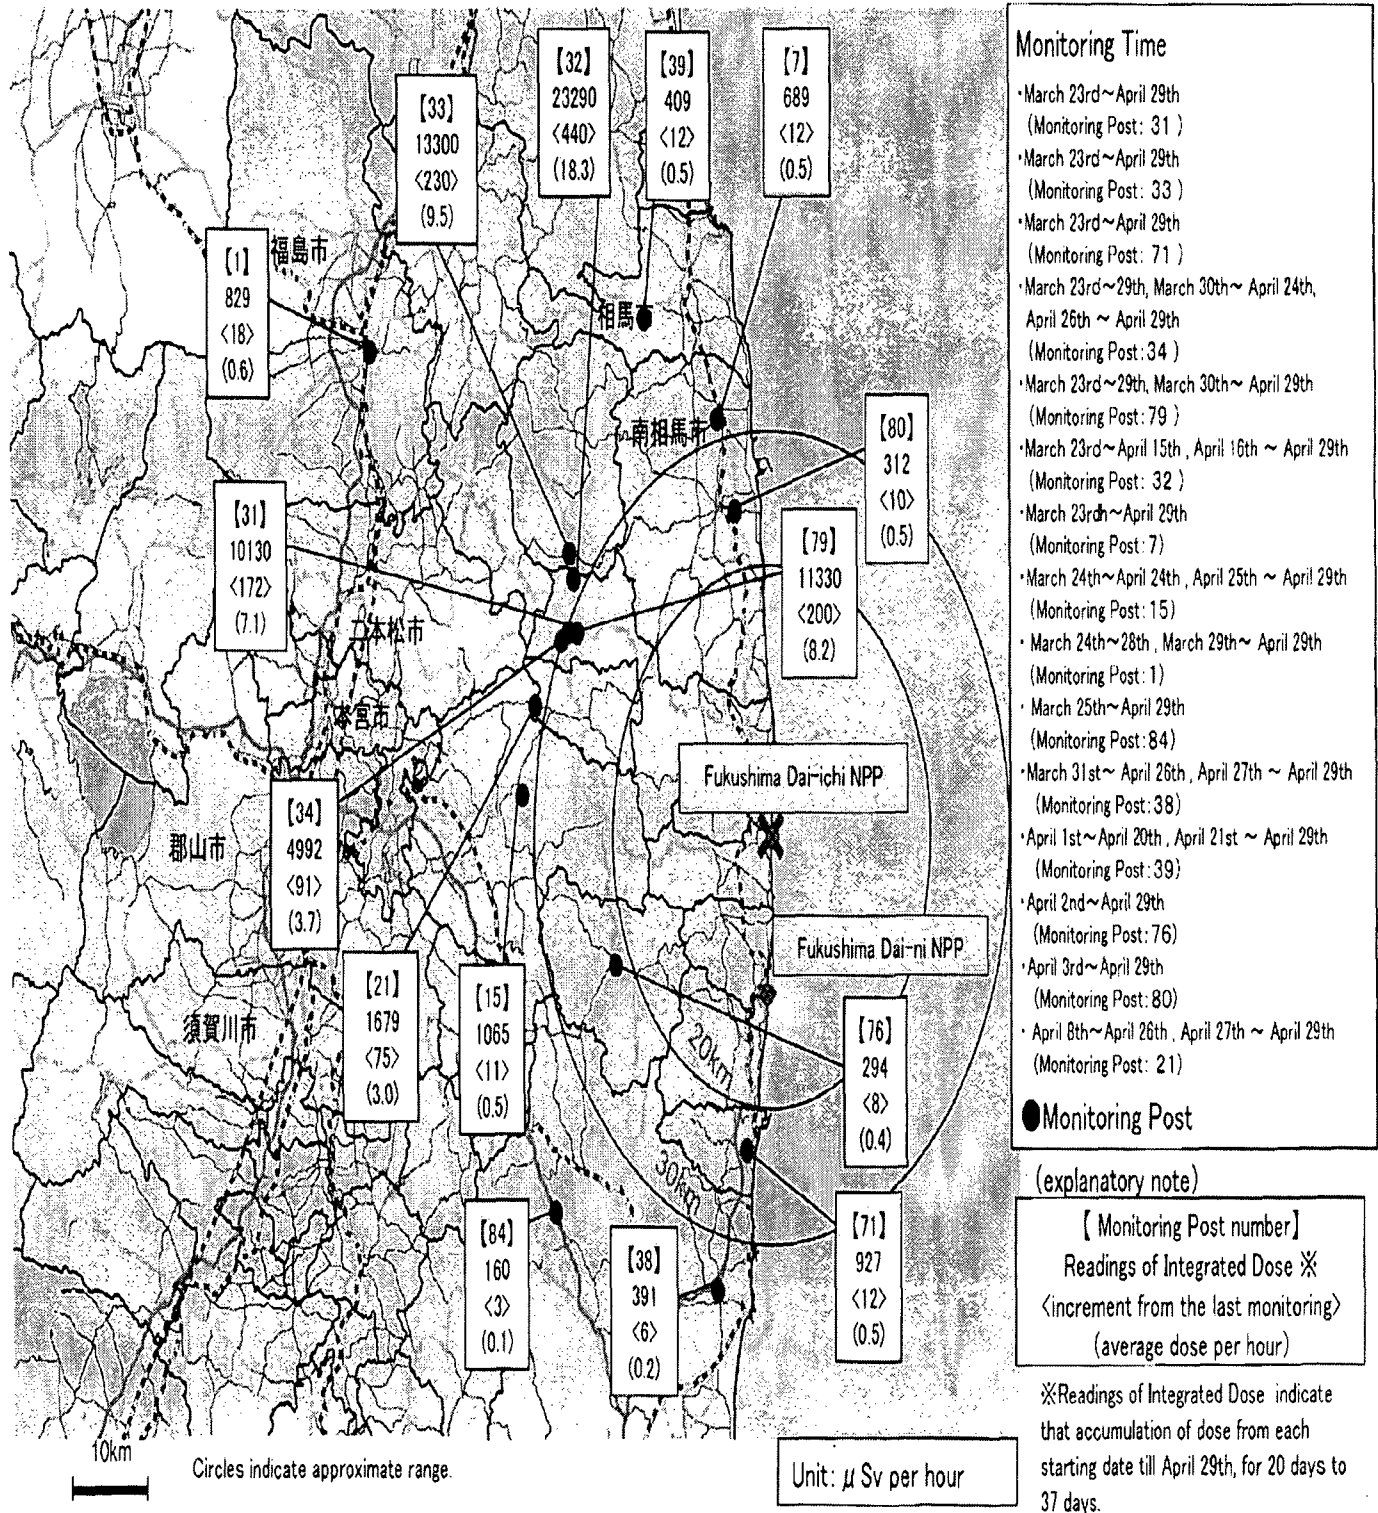 【32】
23290
<440>
(18.3)
【39】
409
<12>
(0.5)
【7】
689
<12>
(0.5)
【33】
13300
<230>
(9.5)
【1】
829
<18>
(0.6)
福島市
相馬市
南相馬市
【80】
312
<10>
(0.5)
【31】
10130
<172>
(7.1)
【79】
11330
<200>
(8.2)
二本松市
本宮市
Fukushima Dai-ichi NPP
【34】
4992
<91>
(3.7)
郡山市
Fukushima Dai-ni NPP
【21】
1679
<75>
(3.0)
【15】
1065
<11>
(0.5)
須賀川市
【76】
294
<8>
(0.4)
20km
30km
【84】
160
<3>
(0.1)
【38】
391
<6>
(0.2)
【71】
927
<12>
(0.5)
10km
Circles indicate approximate range.
Unit: μ Sv per hour
Monitoring Time
・March 23rd~April 29th
(Monitoring Post: 31 )
・March 23rd~April 29th
(Monitoring Post: 33 )
・March 23rd~April 29th
(Monitoring Post: 71 )
・March 23rd~29th, March 30th~ April 24th,
April 26th ~ April 29th
(Monitoring Post:34 )
・March 23rd~29th, March 30th~ April 29th
(Monitoring Post: 79 )
・March 23rd~April 15th , April 16th ~ April 29th
(Monitoring Post: 32 )
・March 23rdh~April 29th
(Monitoring Post: 7)
・March 24th~April 24th , April 25th ~ April 29th
(Monitoring Post:15)
・ March 24th~28th , March 29th~ April 29th
(Monitoring Post:1)
・ March 25th~April 29th
(Monitoring Post:84)
・March 31st~ April 26th , April 27th ~ April 29th
(Monitoring Post:38)
・April 1st~April 20th , April 21st ~ April 29th
(Monitoring Post:39)
・April 2nd~April 29th
(Monitoring Post:76)
・April 3rd~April 29th
(Monitoring Post:80)
・ April 8th~April 26th , April 27th ~ April 29th
(Monitoring Post: 21)
●Monitoring Post
(explanatory note)
【 Monitoring Post number】
Readings of Integrated Dose ※
<increment from the last monitoring>
(average dose per hour)
※Readings of Integrated Dose indicate
that accumulation of dose from each
starting date till April 29th, for 20 days to
37 days.